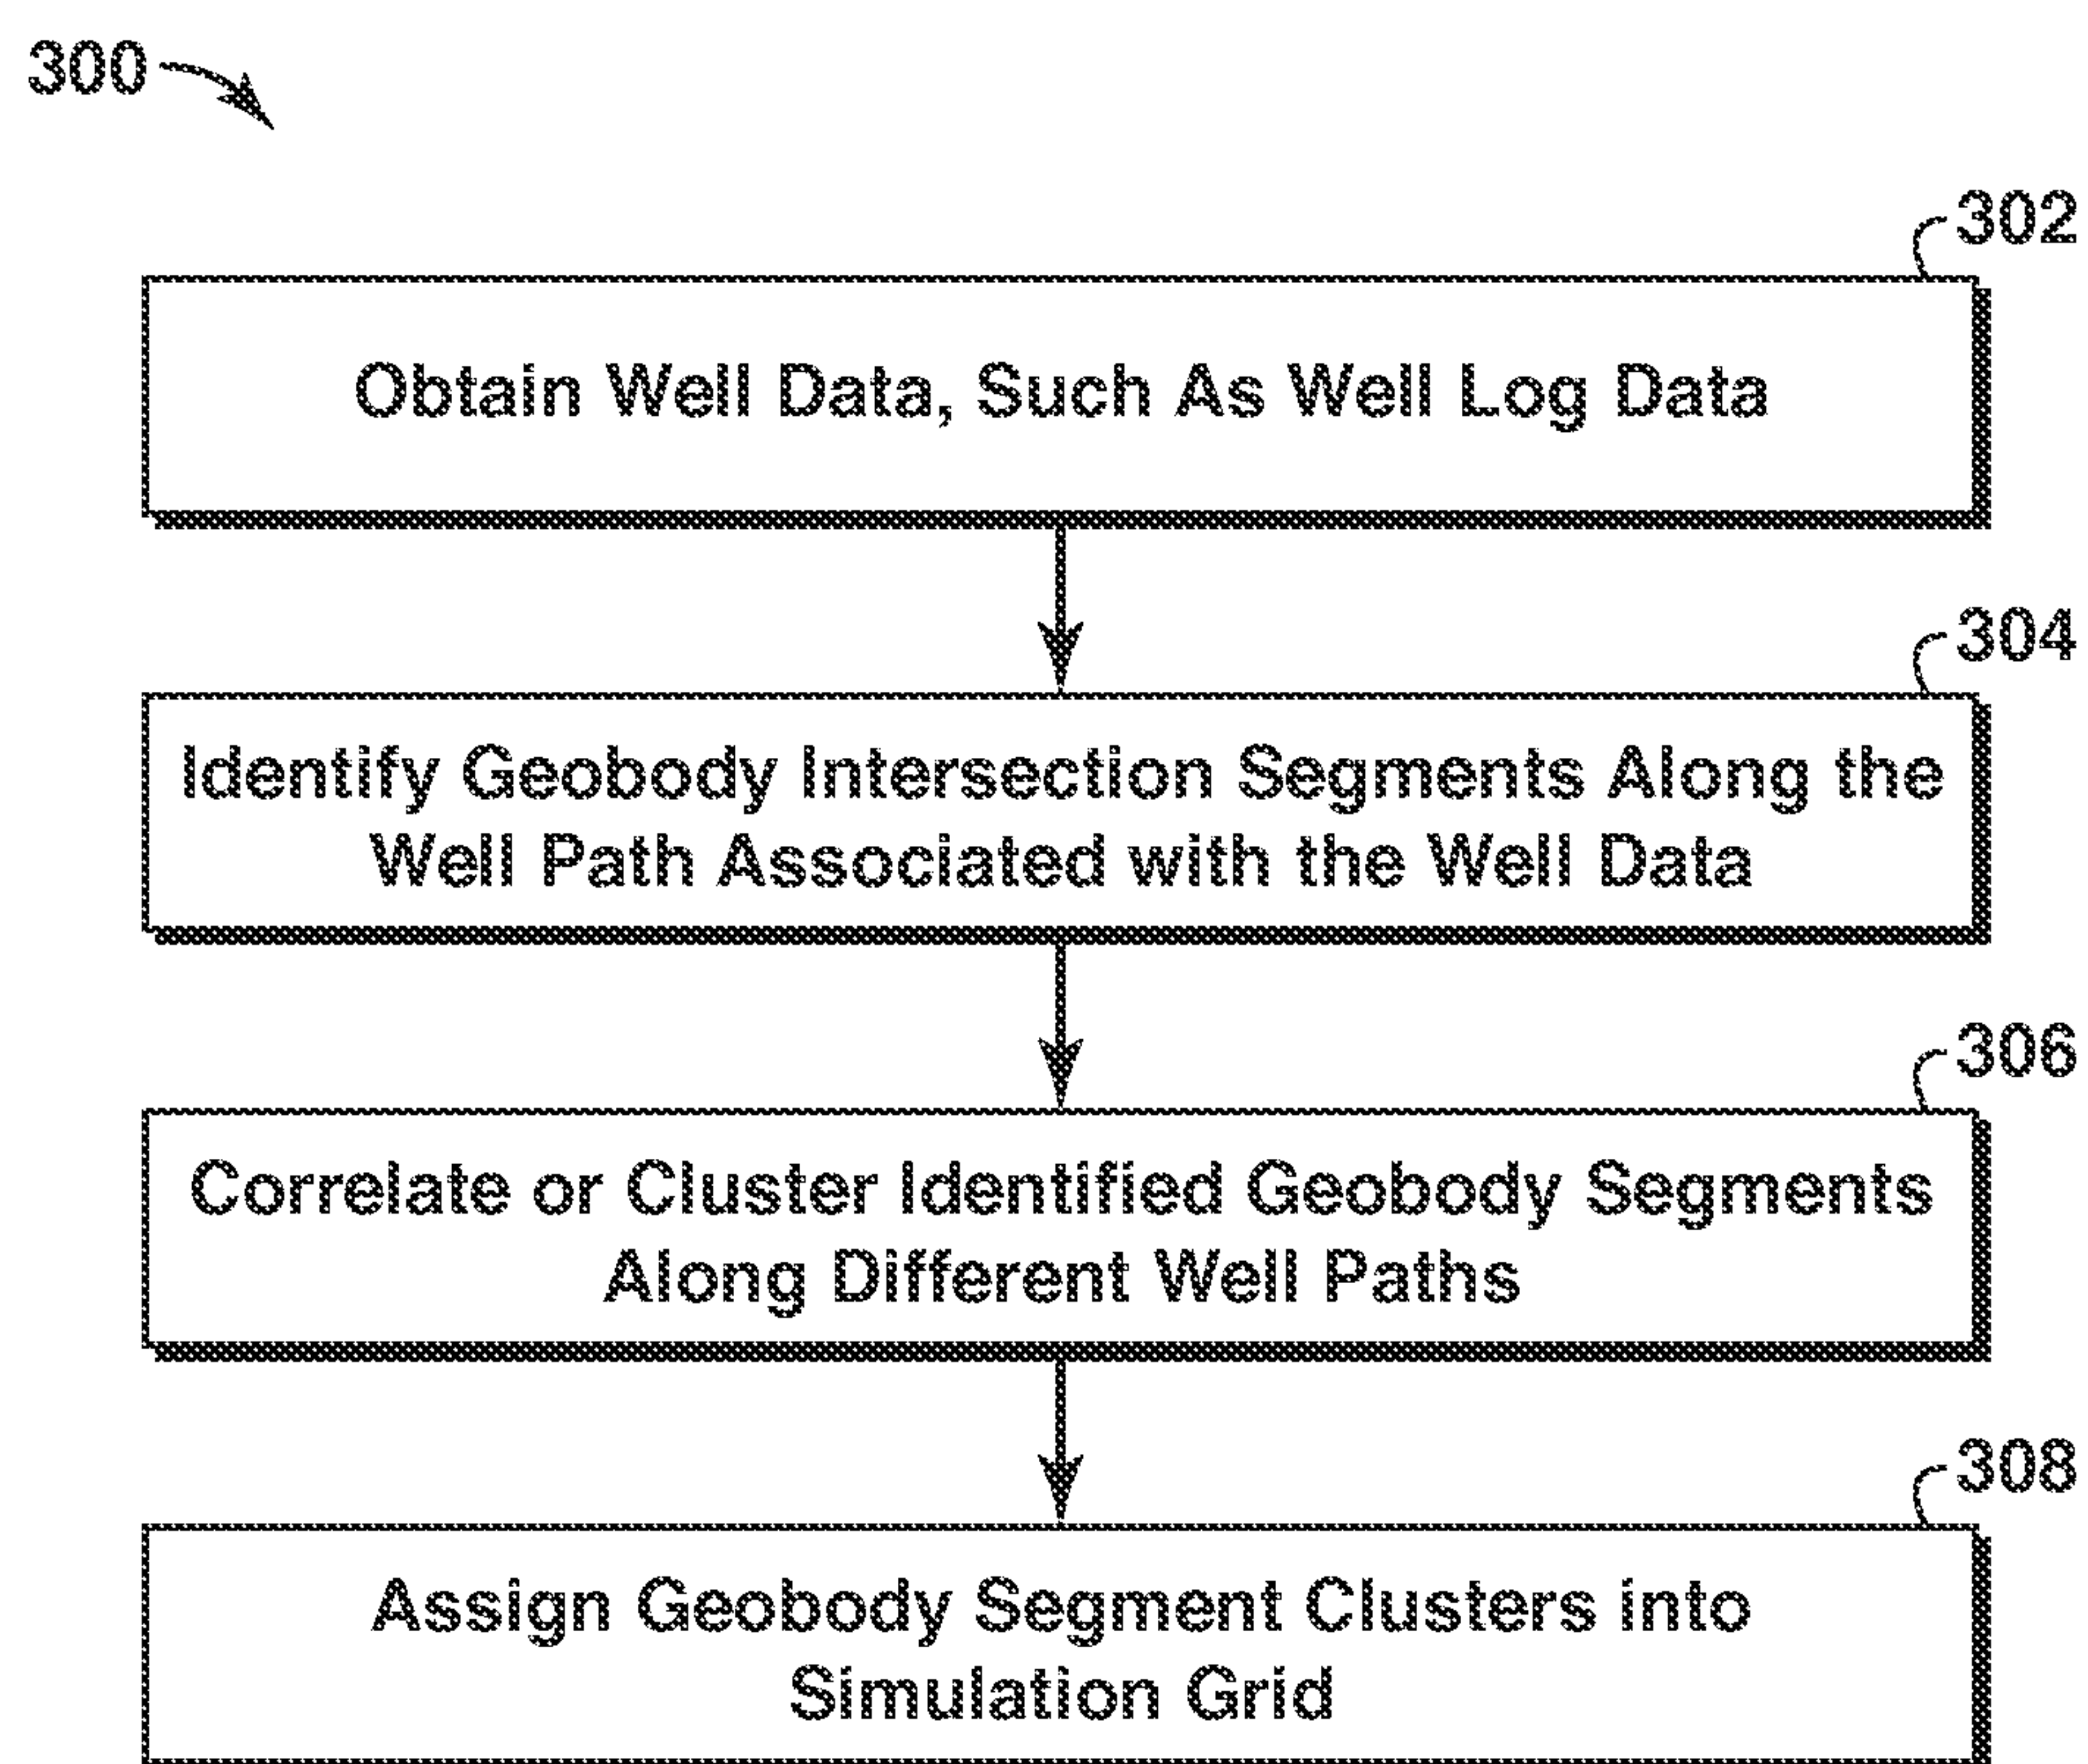 300
302
Obtain Well Data, Such As Well Log Data
304
Identify Geobody Intersection Segments Along the
Well Path Associated with the Well Data
306
Correlate or Cluster Identified Geobody Segments
Along Different Well Paths
308
Assign Geobody Segment Clusters into
Simulation Grid